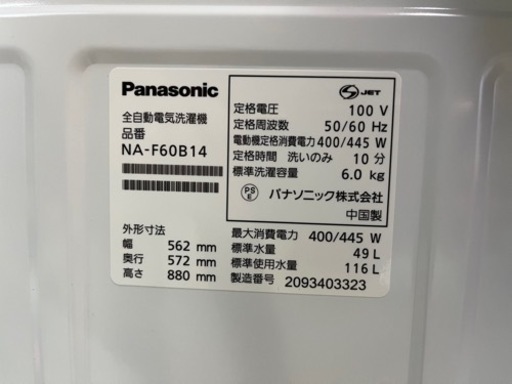 Panasonic
全自動電気洗濯機
品番
NA-F60B14
外形寸法
幅 562 mm
奥行 572 mm
高さ 880 mm
S JET
定格電圧 100 V
定格周波数 50/60 Hz
電動機定格消費電力 400/445 W
定格時間 洗いのみ 10 分
標準洗濯容量 6.0 kg
PS E パナソニック株式会社
中国製
最大消費電力 400/445 W
標準水量 49 L
標準使用水量 116 L
製造番号 2093403323